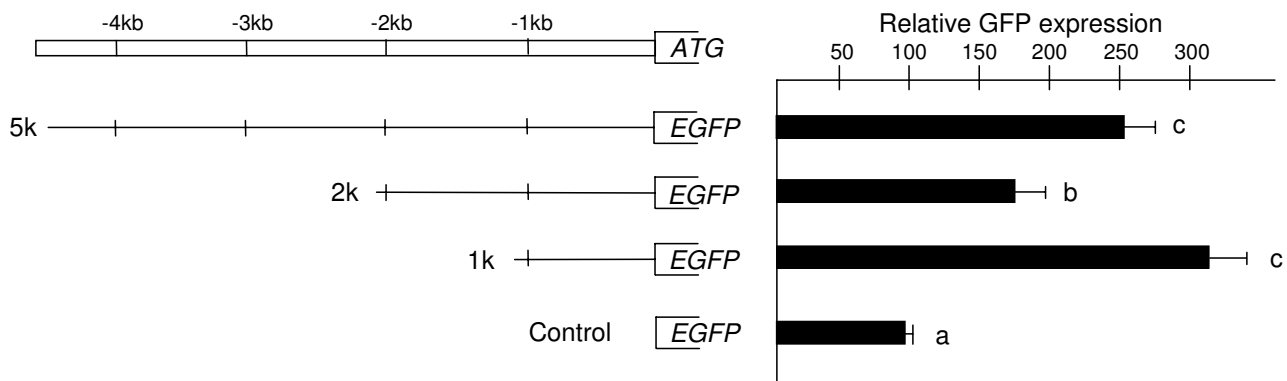 -4kb -3kb -2kb -1kb
ATG
Relative GFP expression
50 100 150 200 250 300
5k EGFP c
2k EGFP b
1k EGFP c
Control EGFP a